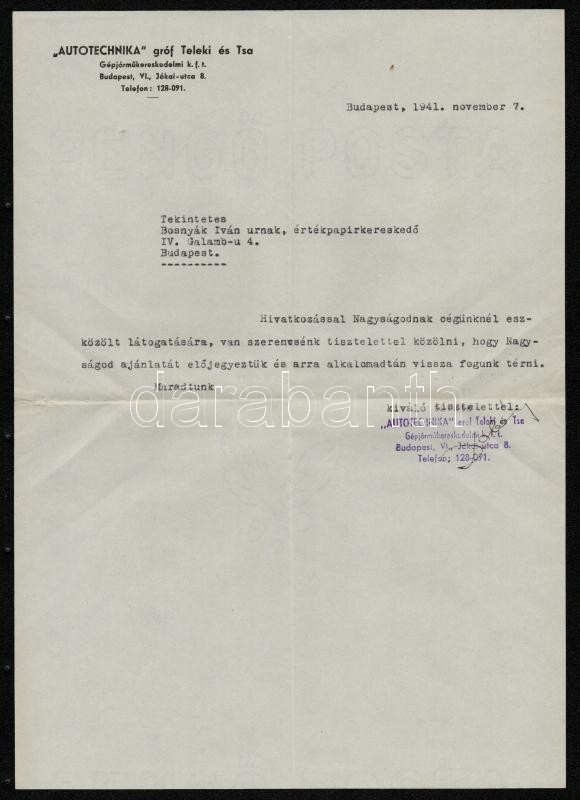 „AUTOTECHNIKA" gróf Teleki és Tsa
Gépjárműkereskedelmi k. f. t.
Budapest, VI., Jókai-utca 8.
Telefon: 128-091.
Budapest, 1941. november 7.
Tekintetes
Bosnyák Iván urnak, értékpapirkereskedő
IV. Galamb-u 4.
Budapest.
Hivatkozással Nagyságodnak cégünknél esz-
közölt látogatására, van szerencsénk tisztelettel közölni, hogy Nagy-
ságod ajánlatát előjegyeztük és arra alkalomadtán vissza fogunk térni.
Maradtunk
kiváló tisztelettel:
darabanth
„AUTOTECHNIKA" Teleki és Tsa
Gépjárműkereskedelmi k. f. t.
Budapest, VI., Jókai-utca 8.
Telefon: 128-091.